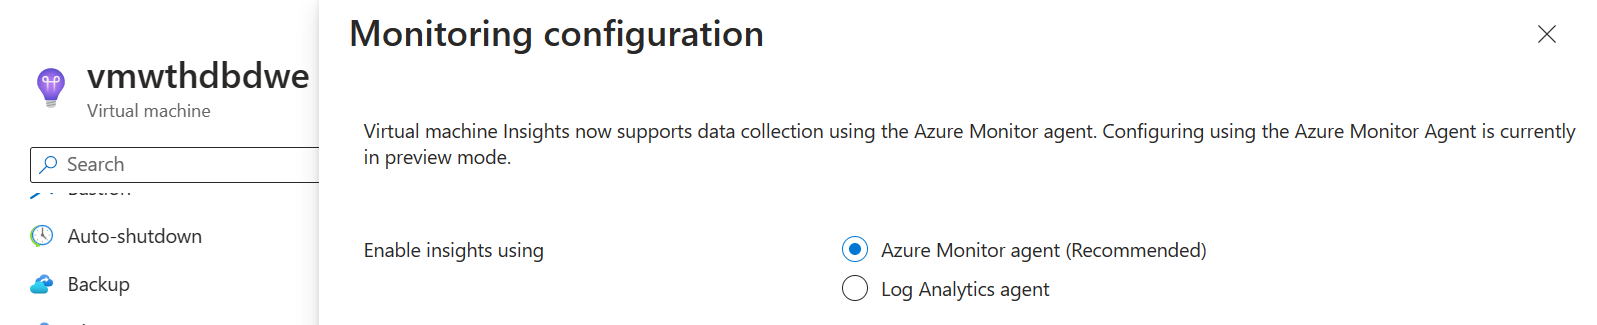 Monitoring configuration
vmwthdbdwe
Virtual machine
Search
Auto-shutdown
Backup
Virtual machine Insights now supports data collection using the Azure Monitor agent. Configuring using the Azure Monitor Agent is currently
in preview mode.
Enable insights using
Azure Monitor agent (Recommended)
Log Analytics agent